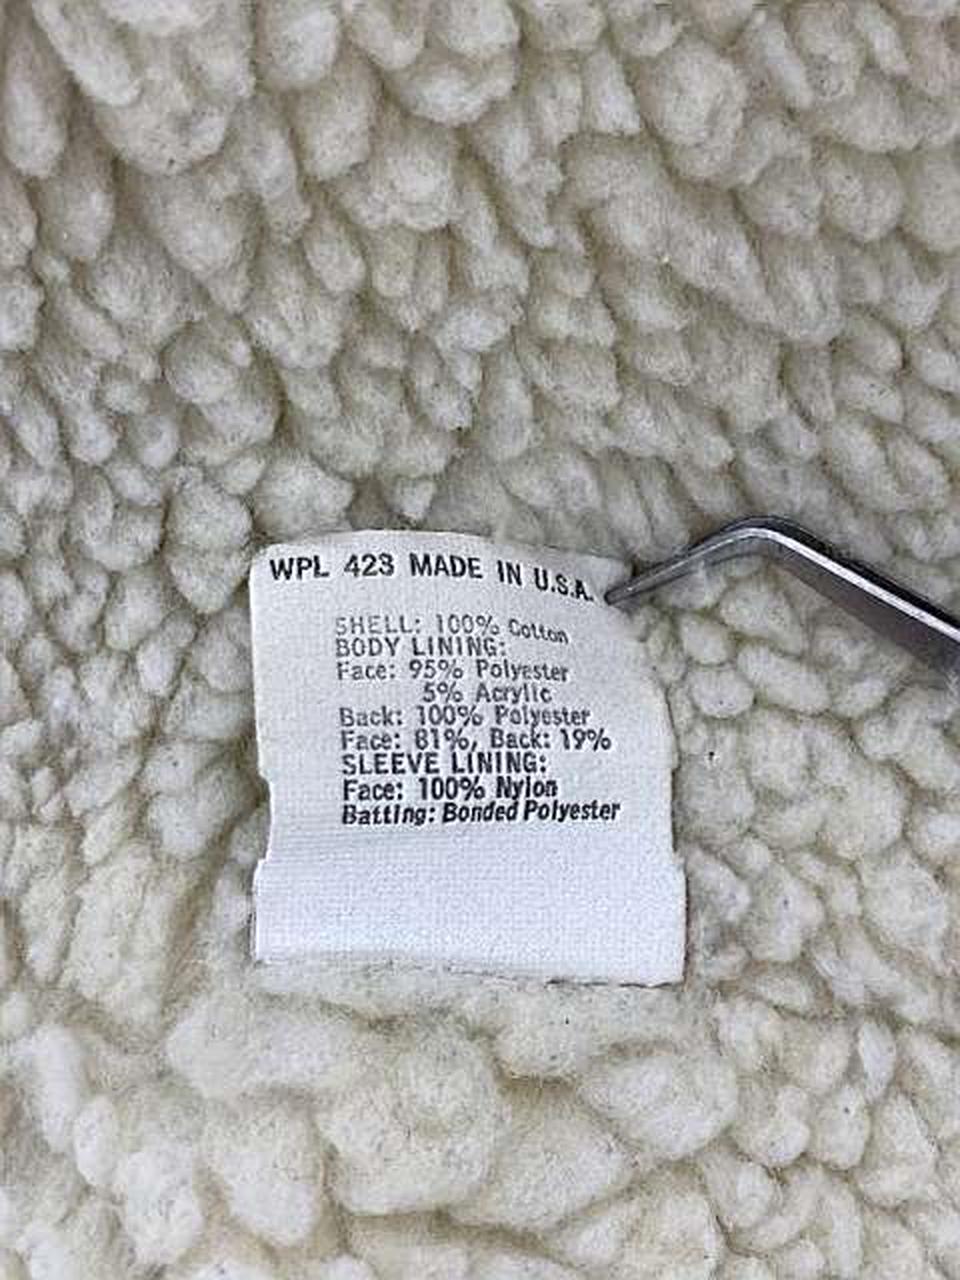 WPL 423 MADE IN U.S.A.
SHELL: 100% Cotton
BODY LINING:
Face: 95% Polyester
5% Acrylic
Back: 100% Polyester
Face: 81%, Back: 19%
SLEEVE LINING:
Face: 100% Nylon
Batting: Bonded Polyester